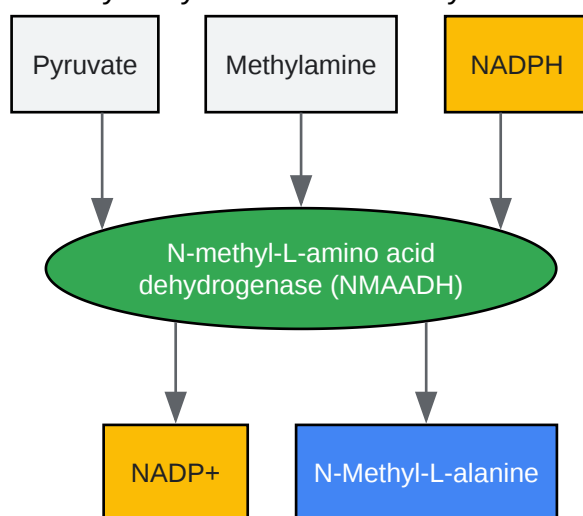 Pyruvate
Methylamine
NADPH
N-methyl-L-amino acid
dehydrogenase (NMAADH)
NADP+
N-Methyl-L-alanine